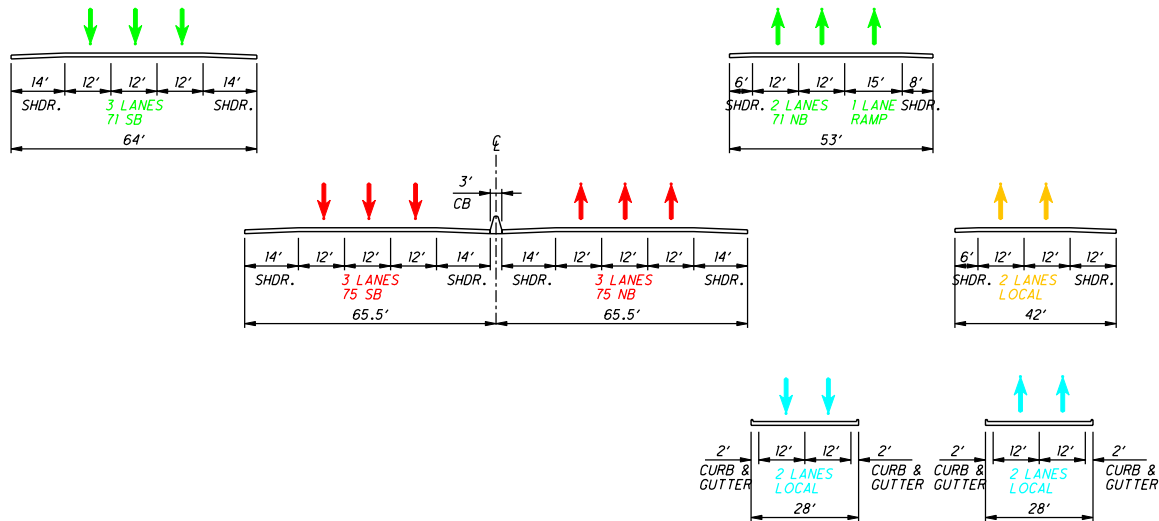 14' 12' 12' 12' 14'
SHDR. 3 LANES SHDR.
71 SB
64'
6' 12' 12' 15' 8'
SHDR. 2 LANES 1 LANE SHDR.
71 NB RAMP
53'
℄
3'
CB
14' 12' 12' 12' 14' 14' 12' 12' 12' 14'
SHDR. 3 LANES SHDR. SHDR. 3 LANES SHDR.
75 SB 75 NB
65.5' 65.5'
6' 12' 12' 12'
SHDR. 2 LANES SHDR.
LOCAL
42'
2' 12' 12' 2'
CURB & 2 LANES CURB &
GUTTER LOCAL GUTTER
28'
2' 12' 12' 2'
CURB & 2 LANES CURB &
GUTTER LOCAL GUTTER
28'